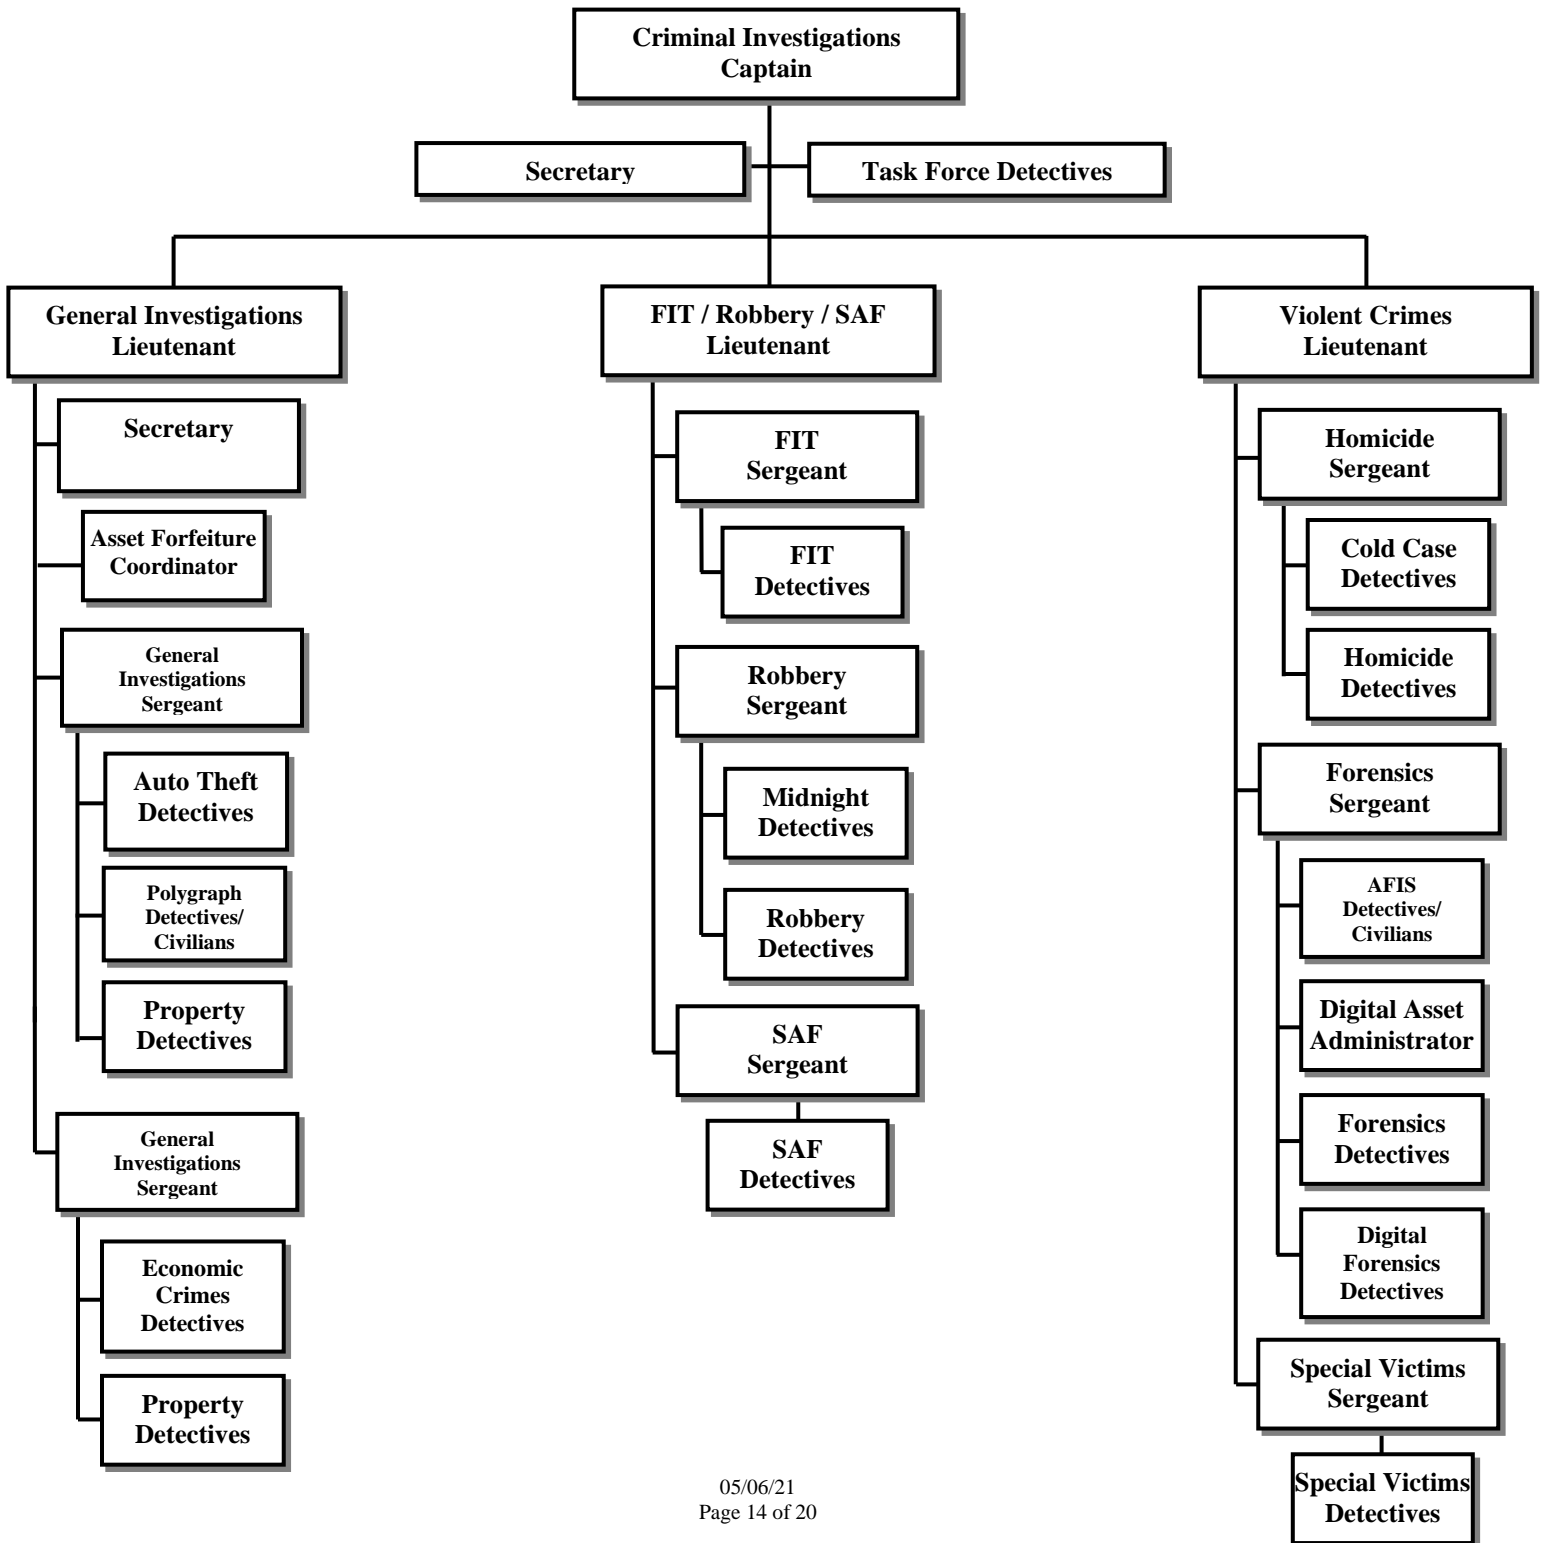 Criminal Investigations
Captain
Secretary
Task Force Detectives
General Investigations
Lieutenant
Secretary
Asset Forfeiture
Coordinator
General
Investigations
Sergeant
Auto Theft
Detectives
Polygraph
Detectives/
Civilians
Property
Detectives
General
Investigations
Sergeant
Economic
Crimes
Detectives
Property
Detectives
FIT / Robbery / SAF
Lieutenant
FIT
Sergeant
FIT
Detectives
Robbery
Sergeant
Midnight
Detectives
Robbery
Detectives
SAF
Sergeant
SAF
Detectives
Violent Crimes
Lieutenant
Homicide
Sergeant
Cold Case
Detectives
Homicide
Detectives
Forensics
Sergeant
AFIS
Detectives/
Civilians
Digital Asset
Administrator
Forensics
Detectives
Digital
Forensics
Detectives
Special Victims
Sergeant
Special Victims
Detectives
05/06/21
Page 14 of 20